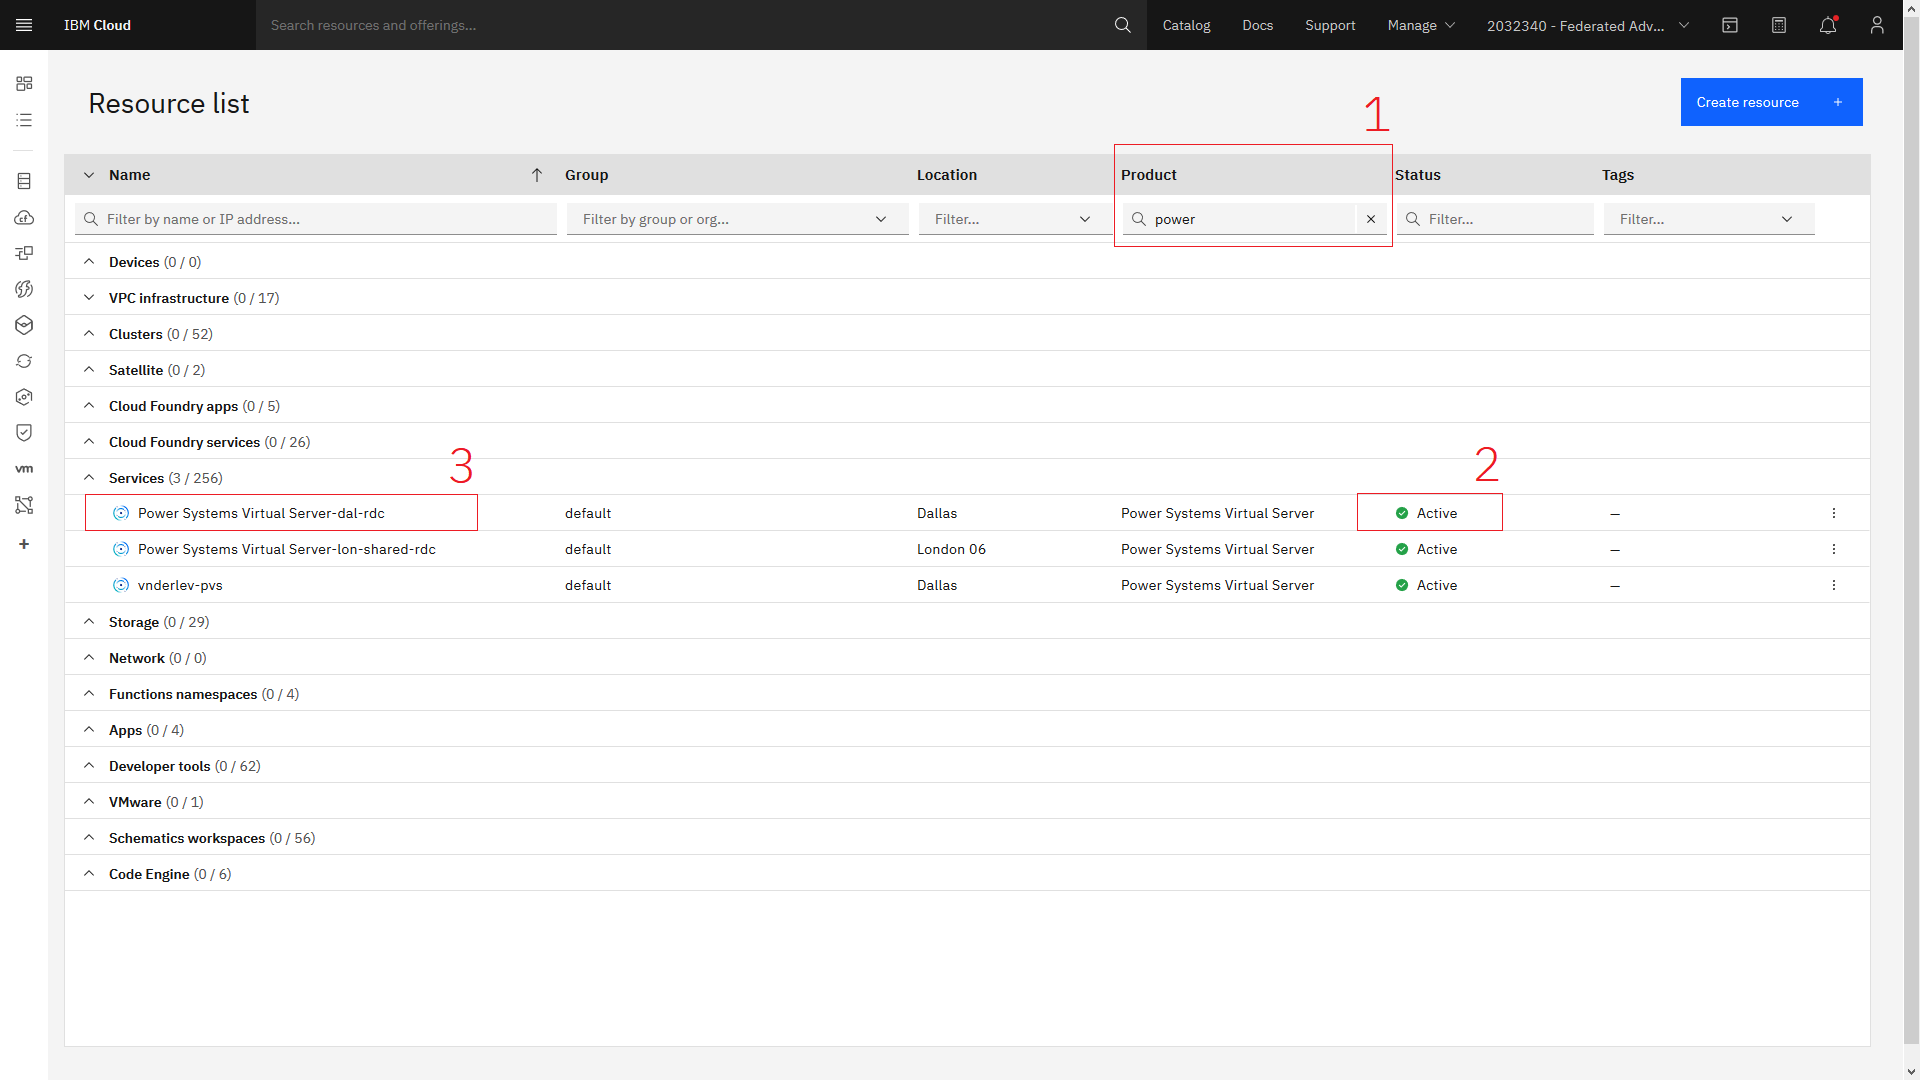 IBM Cloud
Search resources and offerings...
Catalog
Docs
Support
Manage
2032340 - Federated Adv...
Resource list
Create resource +
1
Name
Group
Location
Product
Status
Tags
Filter by name or IP address...
Filter by group or org...
Filter...
power
Filter...
Filter...
Devices (0 / 0)
VPC infrastructure (0 / 17)
Clusters (0 / 52)
Satellite (0 / 2)
Cloud Foundry apps (0 / 5)
Cloud Foundry services (0 / 26)
Services (3 / 256)
3
2
Power Systems Virtual Server-dal-rdc default Dallas Power Systems Virtual Server Active –
Power Systems Virtual Server-lon-shared-rdc default London 06 Power Systems Virtual Server Active –
vnderlev-pvs default Dallas Power Systems Virtual Server Active –
Storage (0 / 29)
Network (0 / 0)
Functions namespaces (0 / 4)
Apps (0 / 4)
Developer tools (0 / 62)
VMware (0 / 1)
Schematics workspaces (0 / 56)
Code Engine (0 / 6)
cf
vm